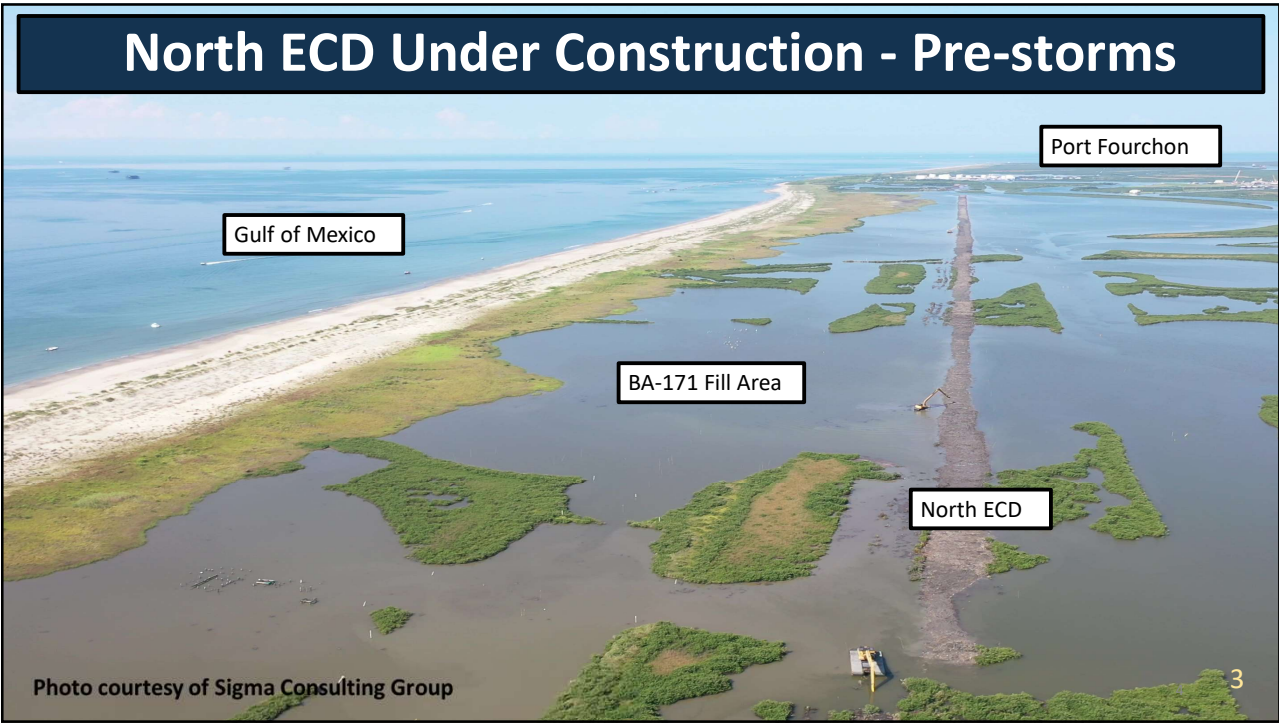 North ECD Under Construction - Pre-storms
Port Fourchon
Gulf of Mexico
BA-171 Fill Area
North ECD
Photo courtesy of Sigma Consulting Group
3